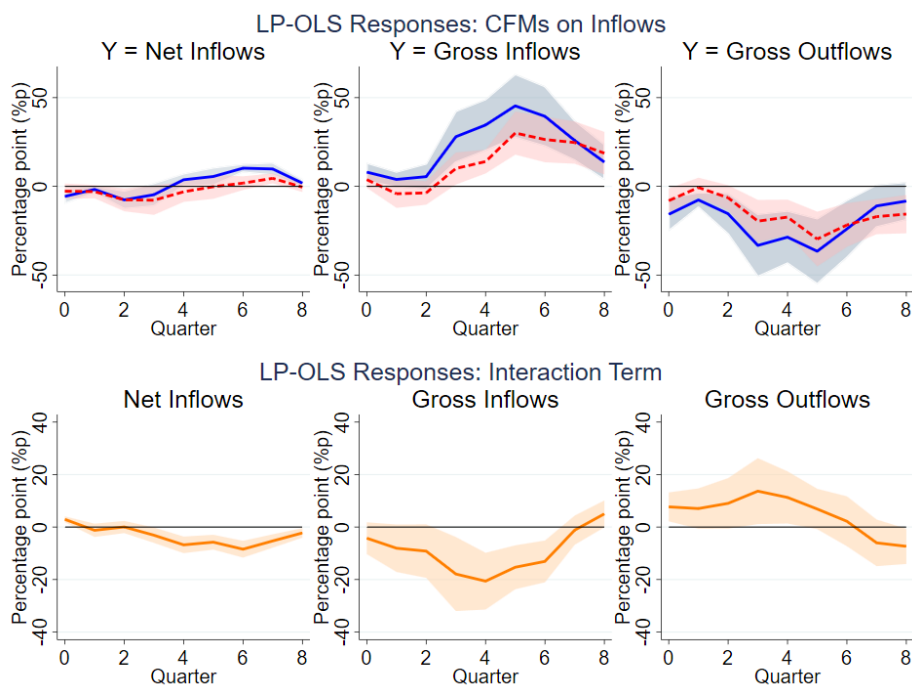 LP-OLS Responses: CFMs on Inflows
Y = Net Inflows Y = Gross Inflows Y = Gross Outflows
Percentage point (%p) Percentage point (%p) Percentage point (%p)
50 50 50
0 0 0
-50 -50 -50
0 2 4 6 8 0 2 4 6 8 0 2 4 6 8
Quarter Quarter Quarter
LP-OLS Responses: Interaction Term
Net Inflows Gross Inflows Gross Outflows
Percentage point (%p) Percentage point (%p) Percentage point (%p)
40 40 40
20 20 20
0 0 0
-20 -20 -20
-40 -40 -40
0 2 4 6 8 0 2 4 6 8 0 2 4 6 8
Quarter Quarter Quarter